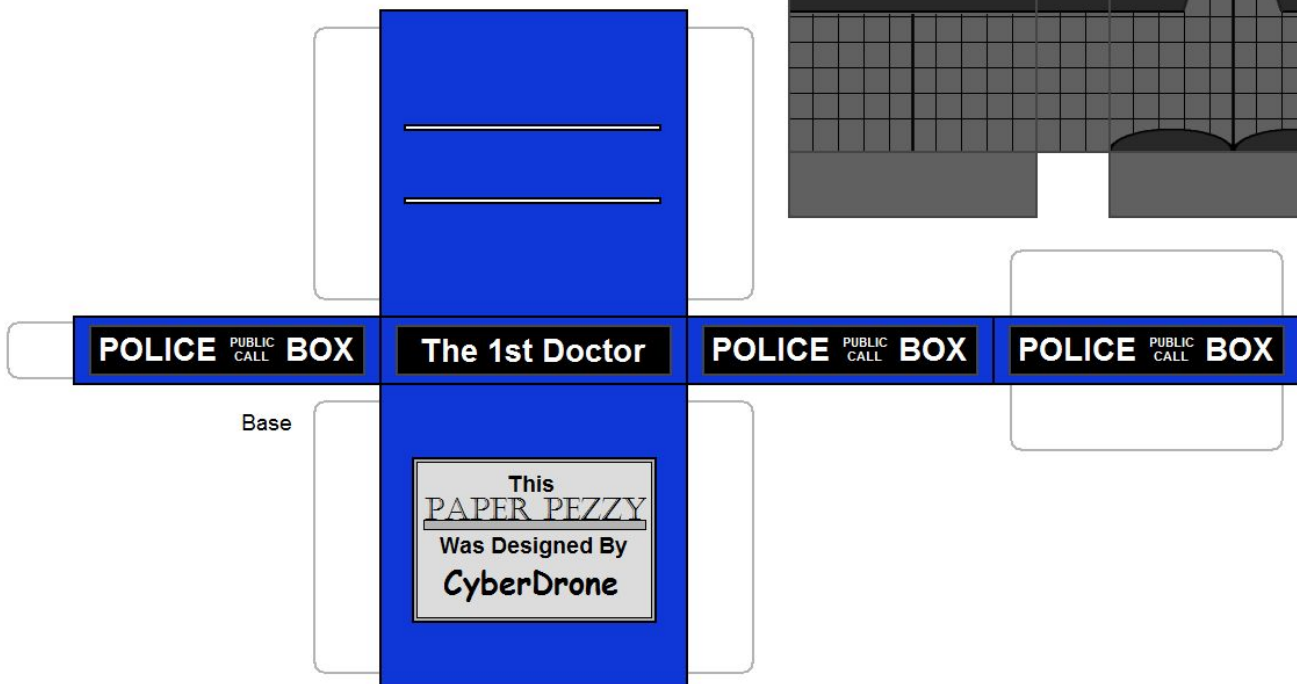 POLICE PUBLIC CALL BOX
The 1st Doctor
POLICE PUBLIC CALL BOX
POLICE PUBLIC CALL BOX
Base
This
PAPER PEZZY
Was Designed By
CyberDrone